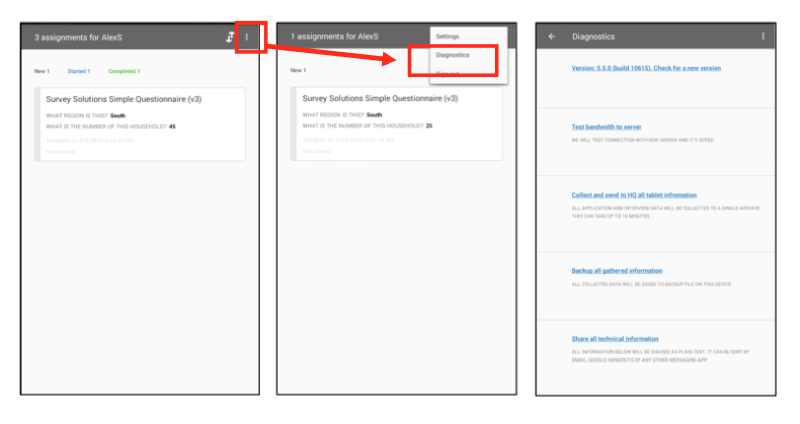 3 assignments for AlexS
New 1 Started 1 Completed 1
Survey Solutions Simple Questionnaire (v3)
WHAT REGION IS THIS? South
WHAT IS THE NUMBER OF THIS HOUSEHOLD? 45
Not started
1 assignments for AlexS
Settings
Diagnostics
Sign out
New 1
Survey Solutions Simple Questionnaire (v3)
WHAT REGION IS THIS? South
WHAT IS THE NUMBER OF THIS HOUSEHOLD? 25
Not started
Diagnostics
Version: 5.5.0 (build 10615). Check for a new version
Test bandwidth to server
WE WILL TEST CONNECTION WITH OUR SERVER AND IT'S SPEED
Collect and send to HQ all tablet infromation
ALL APPLICATION AND INTERVIEW DATA WILL BE COLLECTED TO A SINGLE ARCHIVE.
THIS CAN TAKE UP TO 10 MINUTES.
Backup all gathered information
ALL COLLECTED DATA WILL BE SAVED TO BACKUP FILE ON THIS DEVICE
Share all technical information
ALL INFORMATION BELOW WILL BE SHARED AS PLAIN TEXT. IT CAN BE SENT BY
EMAIL, GOOGLE HANGOUTS OF ANY OTHER MESSAGING APP